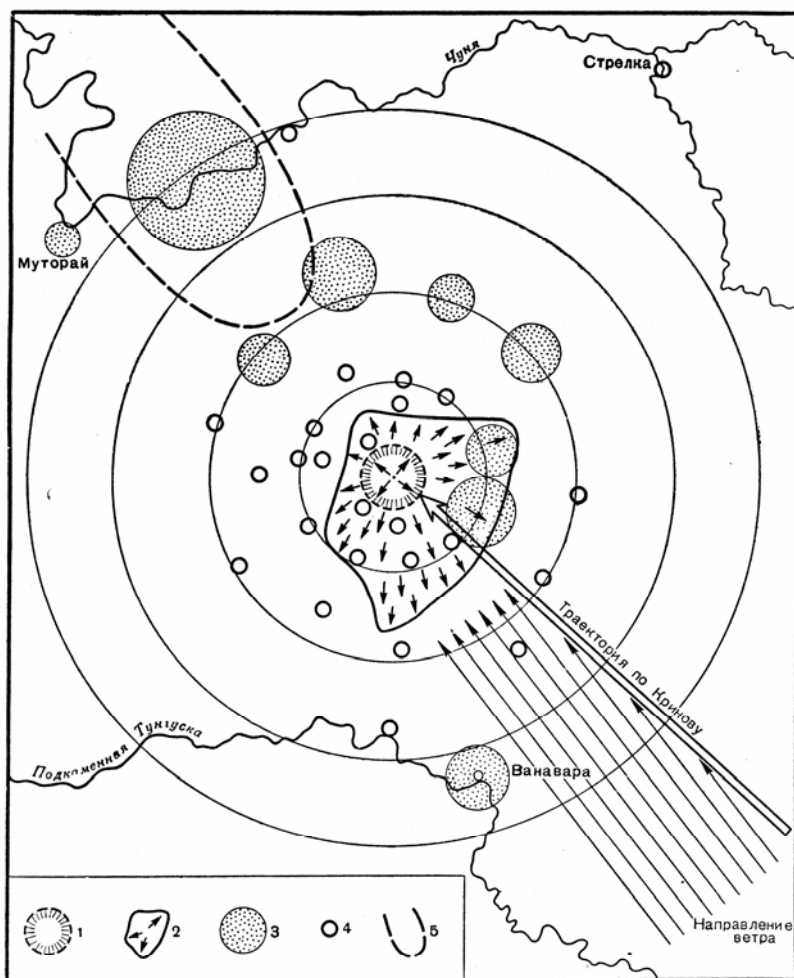 Чуня
Стрелка
Муторай
Траектория по Кринову
Подкаменная Тунгуска
Ванавара
Направление
ветра
1
2
3
4
5